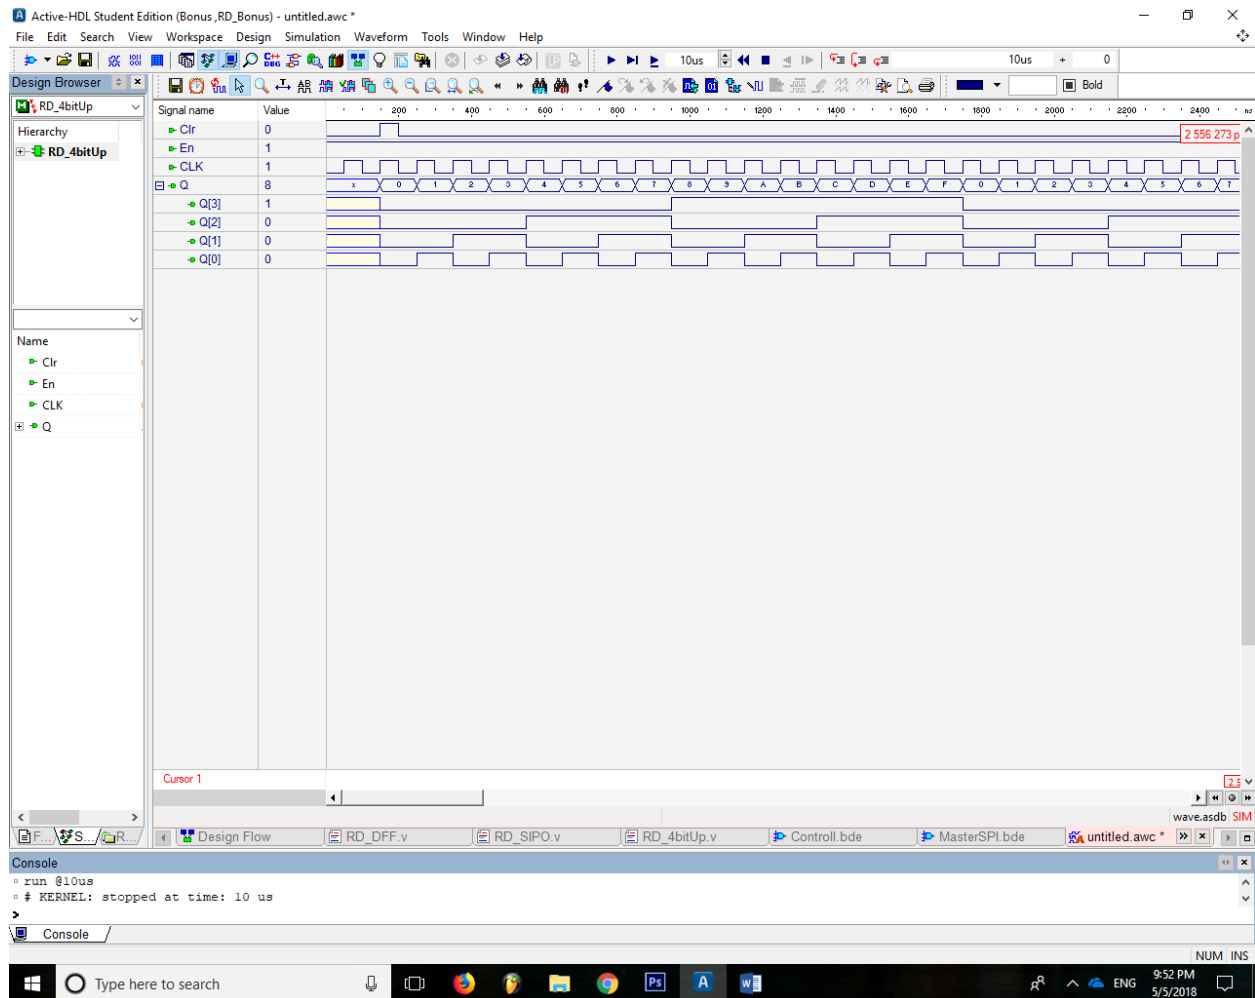 Active-HDL Student Edition (Bonus ,RD_Bonus) - untitled.awc *
File Edit Search View Workspace Design Simulation Waveform Tools Window Help
10us 10us + 0
Design Browser
Bold
RD_4bitUp
Signal name Value 200 400 600 800 1000 1200 1400 1600 1800 2000 2200 2400 ns
Hierarchy
RD_4bitUp
Clr 0
2 556 273 p
En 1
CLK 1
Q 8 x 0 1 2 3 4 5 6 7 8 9 A B C D E F 0 1 2 3 4 5 6 7
Q[3] 1
Q[2] 0
Q[1] 0
Q[0] 0
Name
Clr
En
CLK
Q
Cursor 1
2 5
wave.asdb SIM
F... S... R...
Design Flow RD_DFF.v RD_SIPO.v RD_4bitUp.v Controll.bde MasterSPI.bde untitled.awc *
Console
run @10us
# KERNEL: stopped at time: 10 us
>
Console
NUM INS
Type here to search
Ps A W
ENG
9:52 PM
5/5/2018